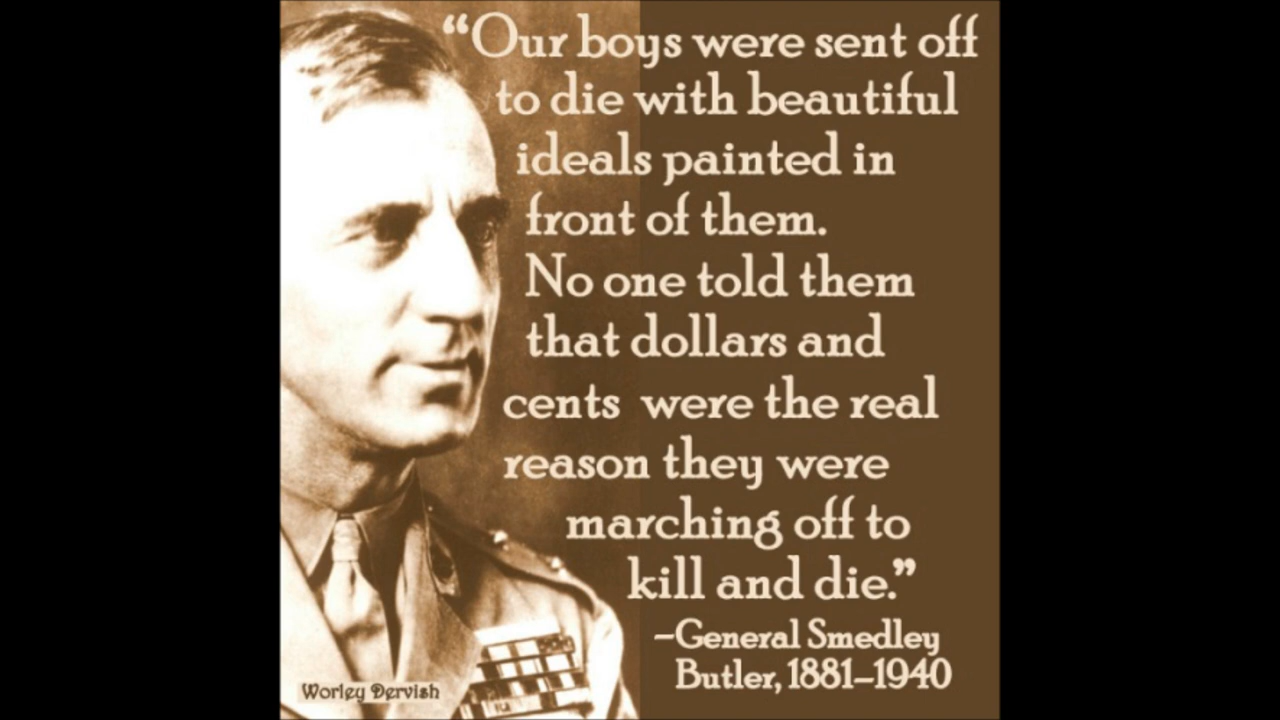 “Our boys were sent off
to die with beautiful
ideals painted in
front of them.
No one told them
that dollars and
cents were the real
reason they were
marching off to
kill and die.”
–General Smedley
Butler, 1881–1940
Worley Dervish